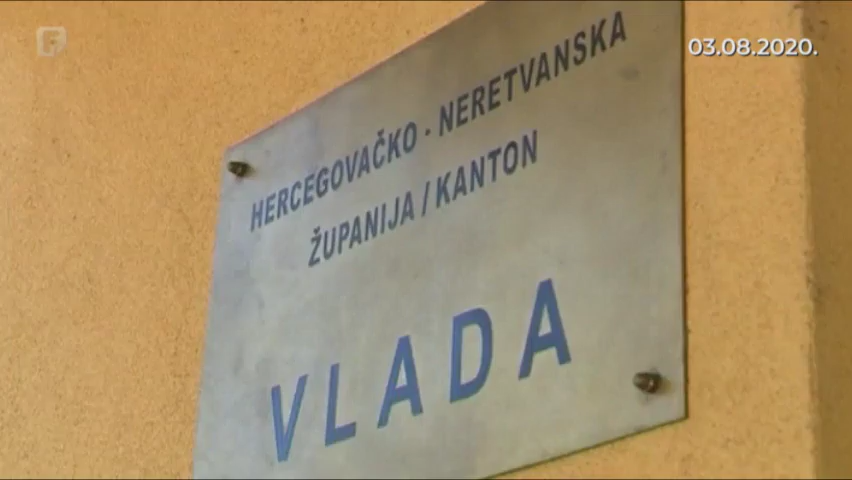 03.08.2020.
HERCEGOVAČKO - NERETVANSKA
ŽUPANIJA / KANTON
VLADA